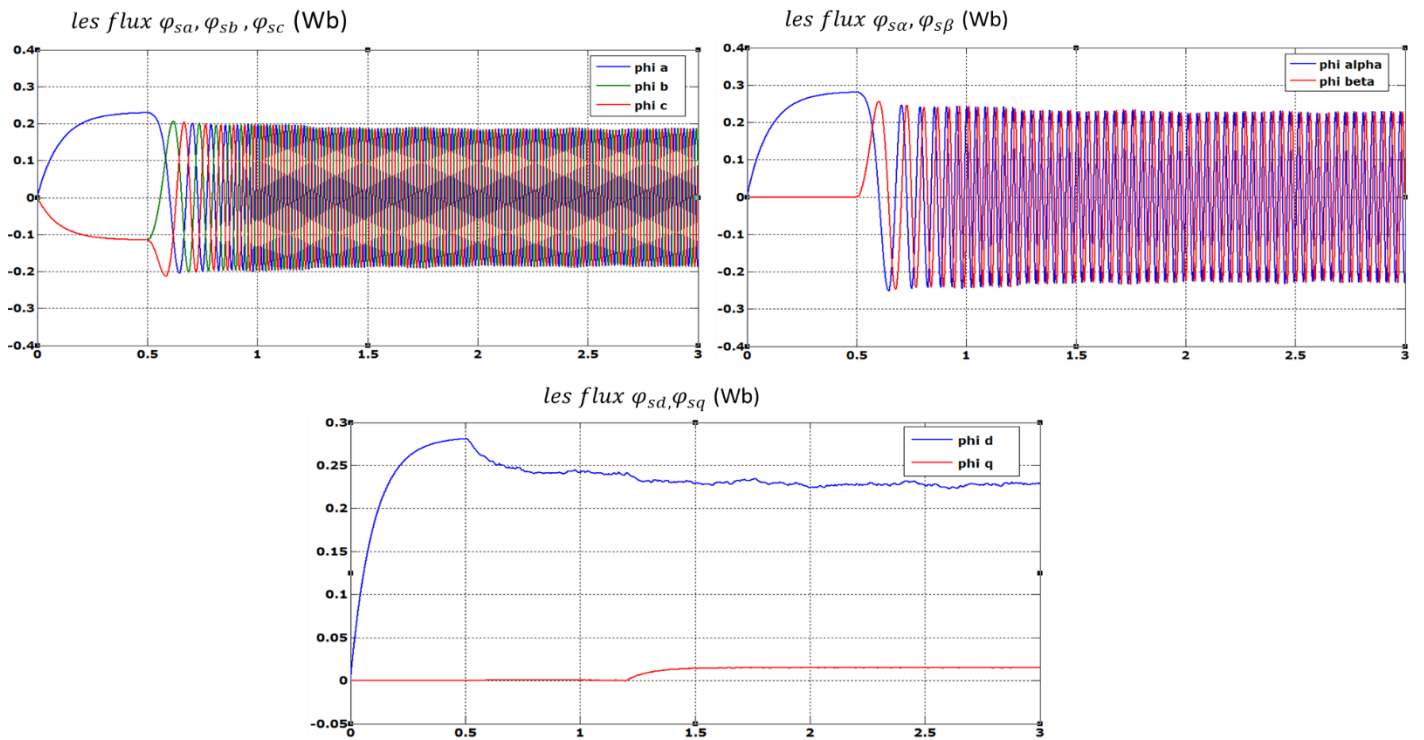 les flux φsa, φsb , φsc (Wb)
0.4
0.3
0.2
0.1
0
-0.1
-0.2
-0.3
-0.4
phi a
phi b
phi c
0 0.5 1 1.5 2 2.5 3
les flux φsα, φsβ (Wb)
0.4
0.3
0.2
0.1
0
-0.1
-0.2
-0.3
-0.4
phi alpha
phi beta
0 0.5 1 1.5 2 2.5 3
les flux φsd,φsq (Wb)
0.3
0.25
0.2
0.15
0.1
0.05
0
-0.05
phi d
phi q
0 0.5 1 1.5 2 2.5 3